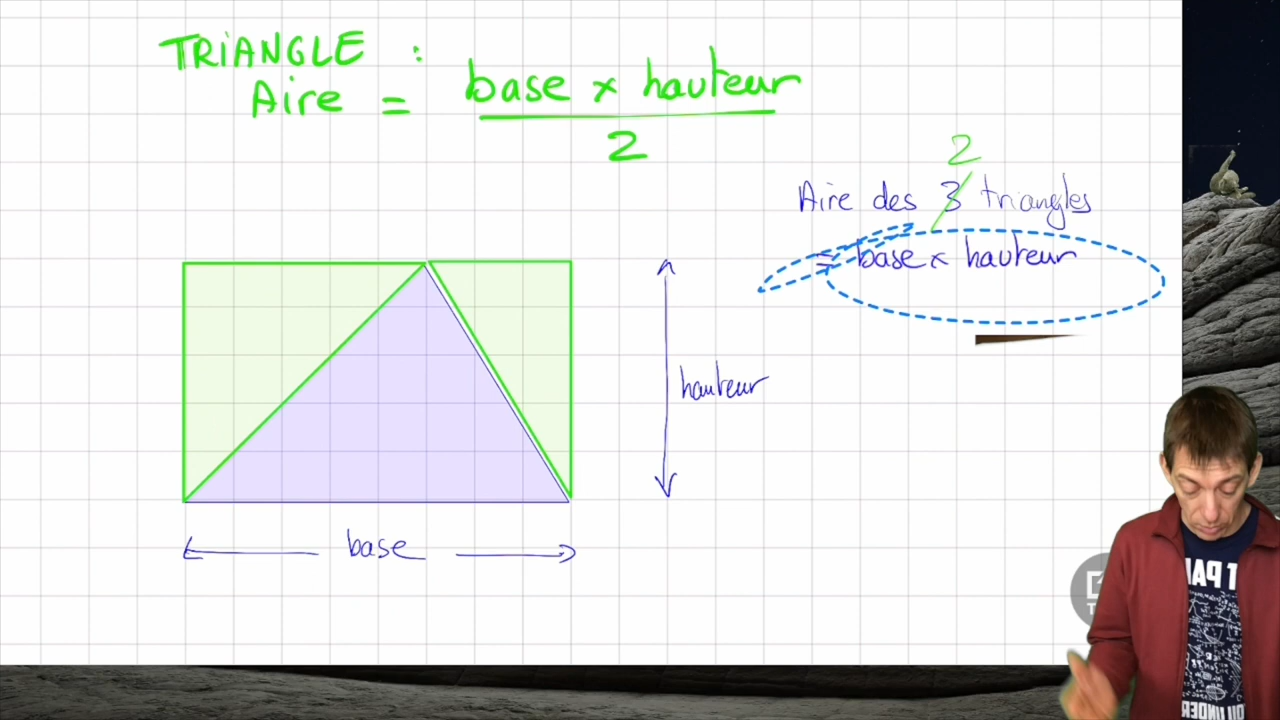 TRIANGLE :
Aire = base x hauteur
2
2
Aire des 3 triangles
= base x hauteur
hauteur
base